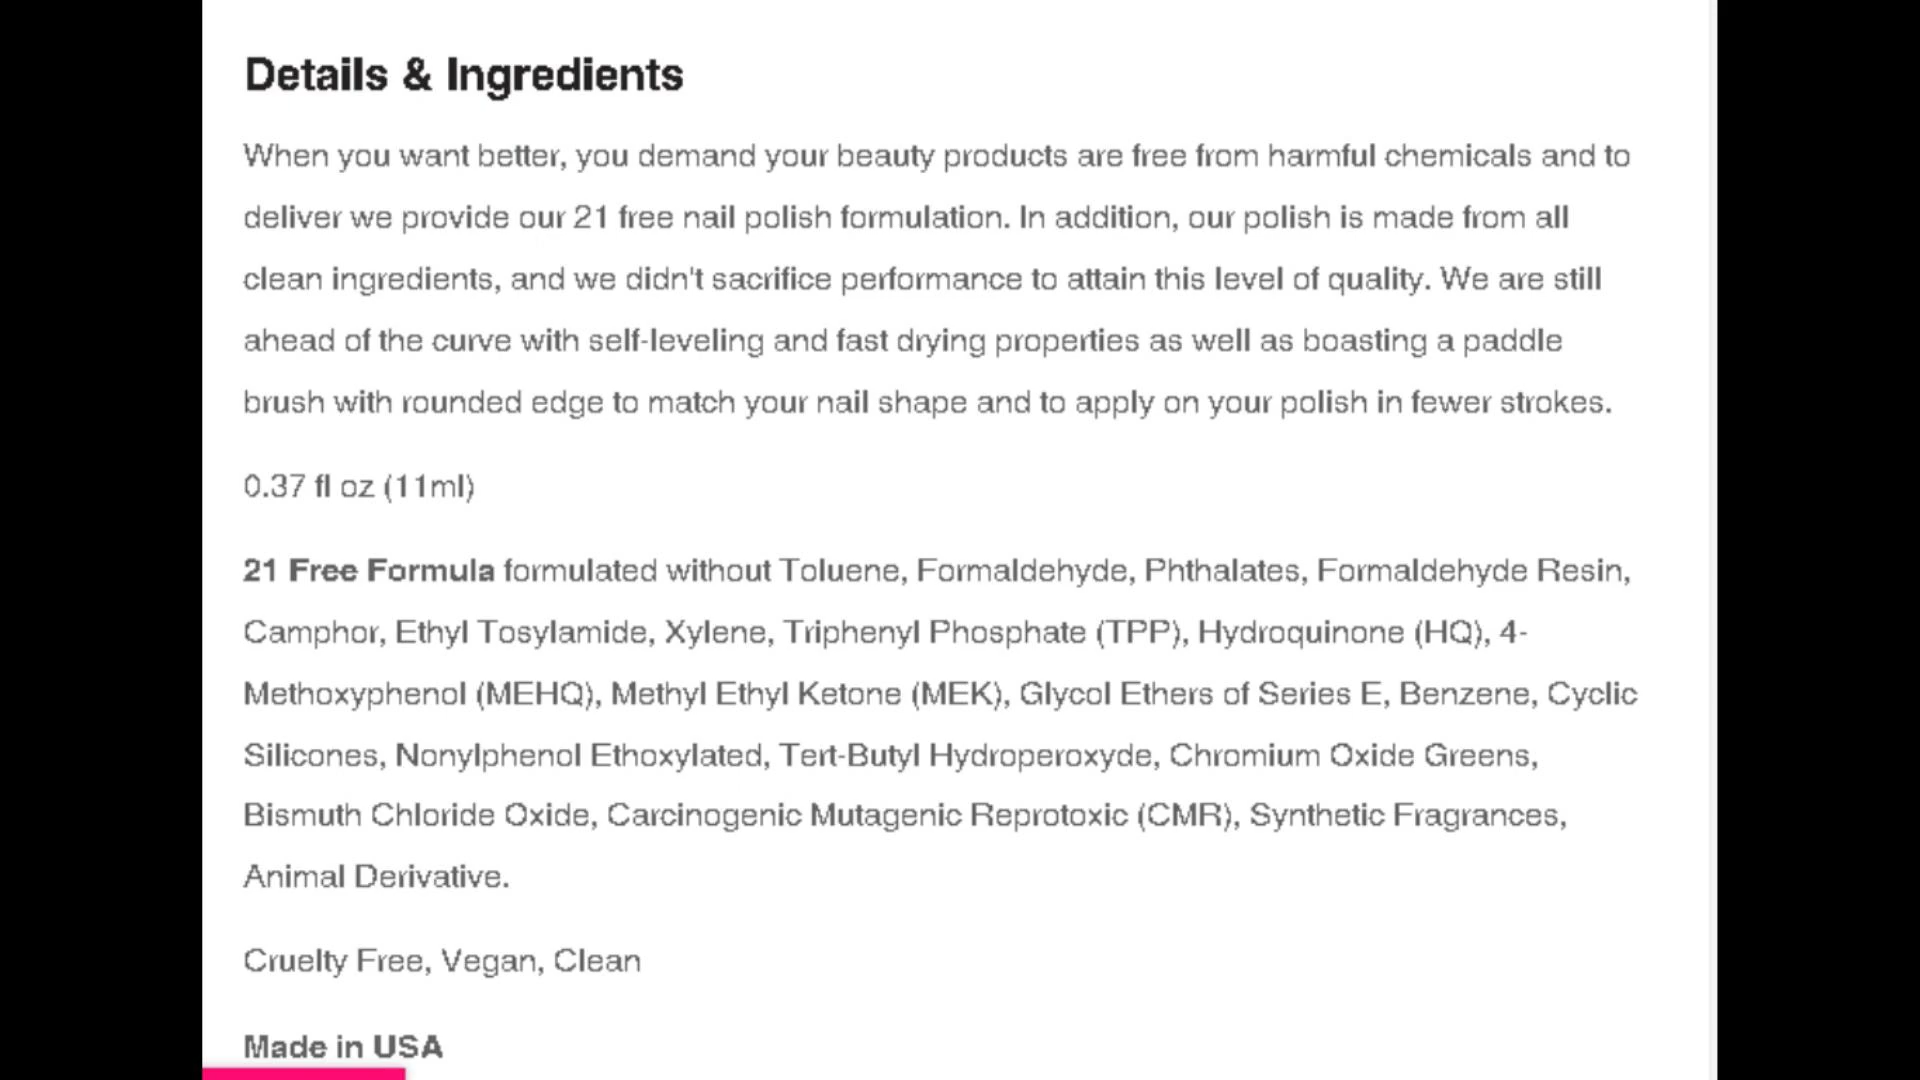 Details & Ingredients
When you want better, you demand your beauty products are free from harmful chemicals and to
deliver we provide our 21 free nail polish formulation. In addition, our polish is made from all
clean ingredients, and we didn't sacrifice performance to attain this level of quality. We are still
ahead of the curve with self-leveling and fast drying properties as well as boasting a paddle
brush with rounded edge to match your nail shape and to apply on your polish in fewer strokes.
0.37 fl oz (11ml)
21 Free Formula formulated without Toluene, Formaldehyde, Phthalates, Formaldehyde Resin,
Camphor, Ethyl Tosylamide, Xylene, Triphenyl Phosphate (TPP), Hydroquinone (HQ), 4-
Methoxyphenol (MEHQ), Methyl Ethyl Ketone (MEK), Glycol Ethers of Series E, Benzene, Cyclic
Silicones, Nonylphenol Ethoxylated, Tert-Butyl Hydroperoxyde, Chromium Oxide Greens,
Bismuth Chloride Oxide, Carcinogenic Mutagenic Reprotoxic (CMR), Synthetic Fragrances,
Animal Derivative.
Cruelty Free, Vegan, Clean
Made in USA